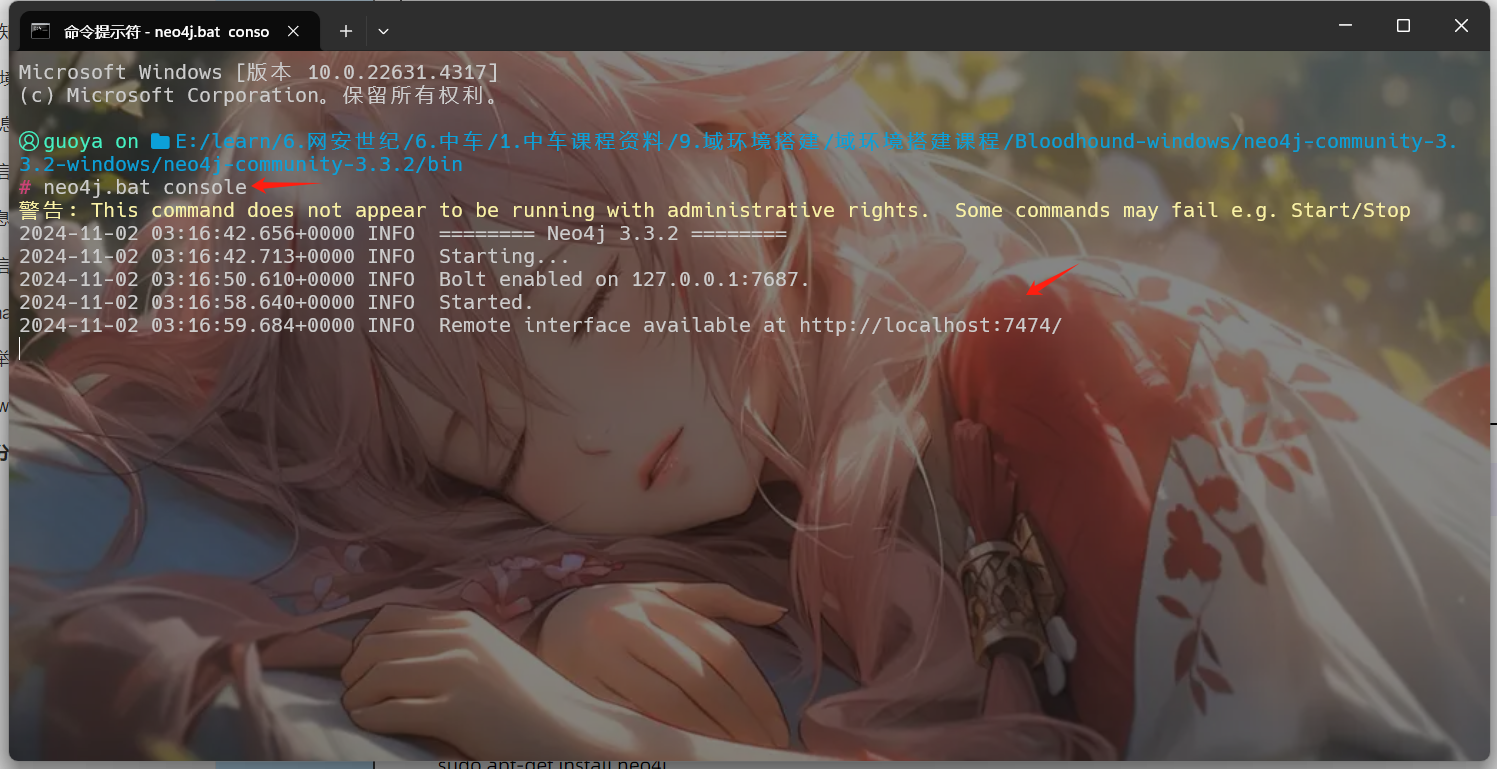 命令提示符 - neo4j.bat conso
Microsoft Windows [版本 10.0.22631.4317]
(c) Microsoft Corporation。保留所有权利。
guoya on E:/learn/6.网安世纪/6.中车/1.中车课程资料/9.域环境搭建/域环境搭建课程/Bloodhound-windows/neo4j-community-3.
3.2-windows/neo4j-community-3.3.2/bin
# neo4j.bat console
警告: This command does not appear to be running with administrative rights.  Some commands may fail e.g. Start/Stop
2024-11-02 03:16:42.656+0000 INFO  ======== Neo4j 3.3.2 ========
2024-11-02 03:16:42.713+0000 INFO  Starting...
2024-11-02 03:16:50.610+0000 INFO  Bolt enabled on 127.0.0.1:7687.
2024-11-02 03:16:58.640+0000 INFO  Started.
2024-11-02 03:16:59.684+0000 INFO  Remote interface available at http://localhost:7474/
sudo apt-get install neo4j